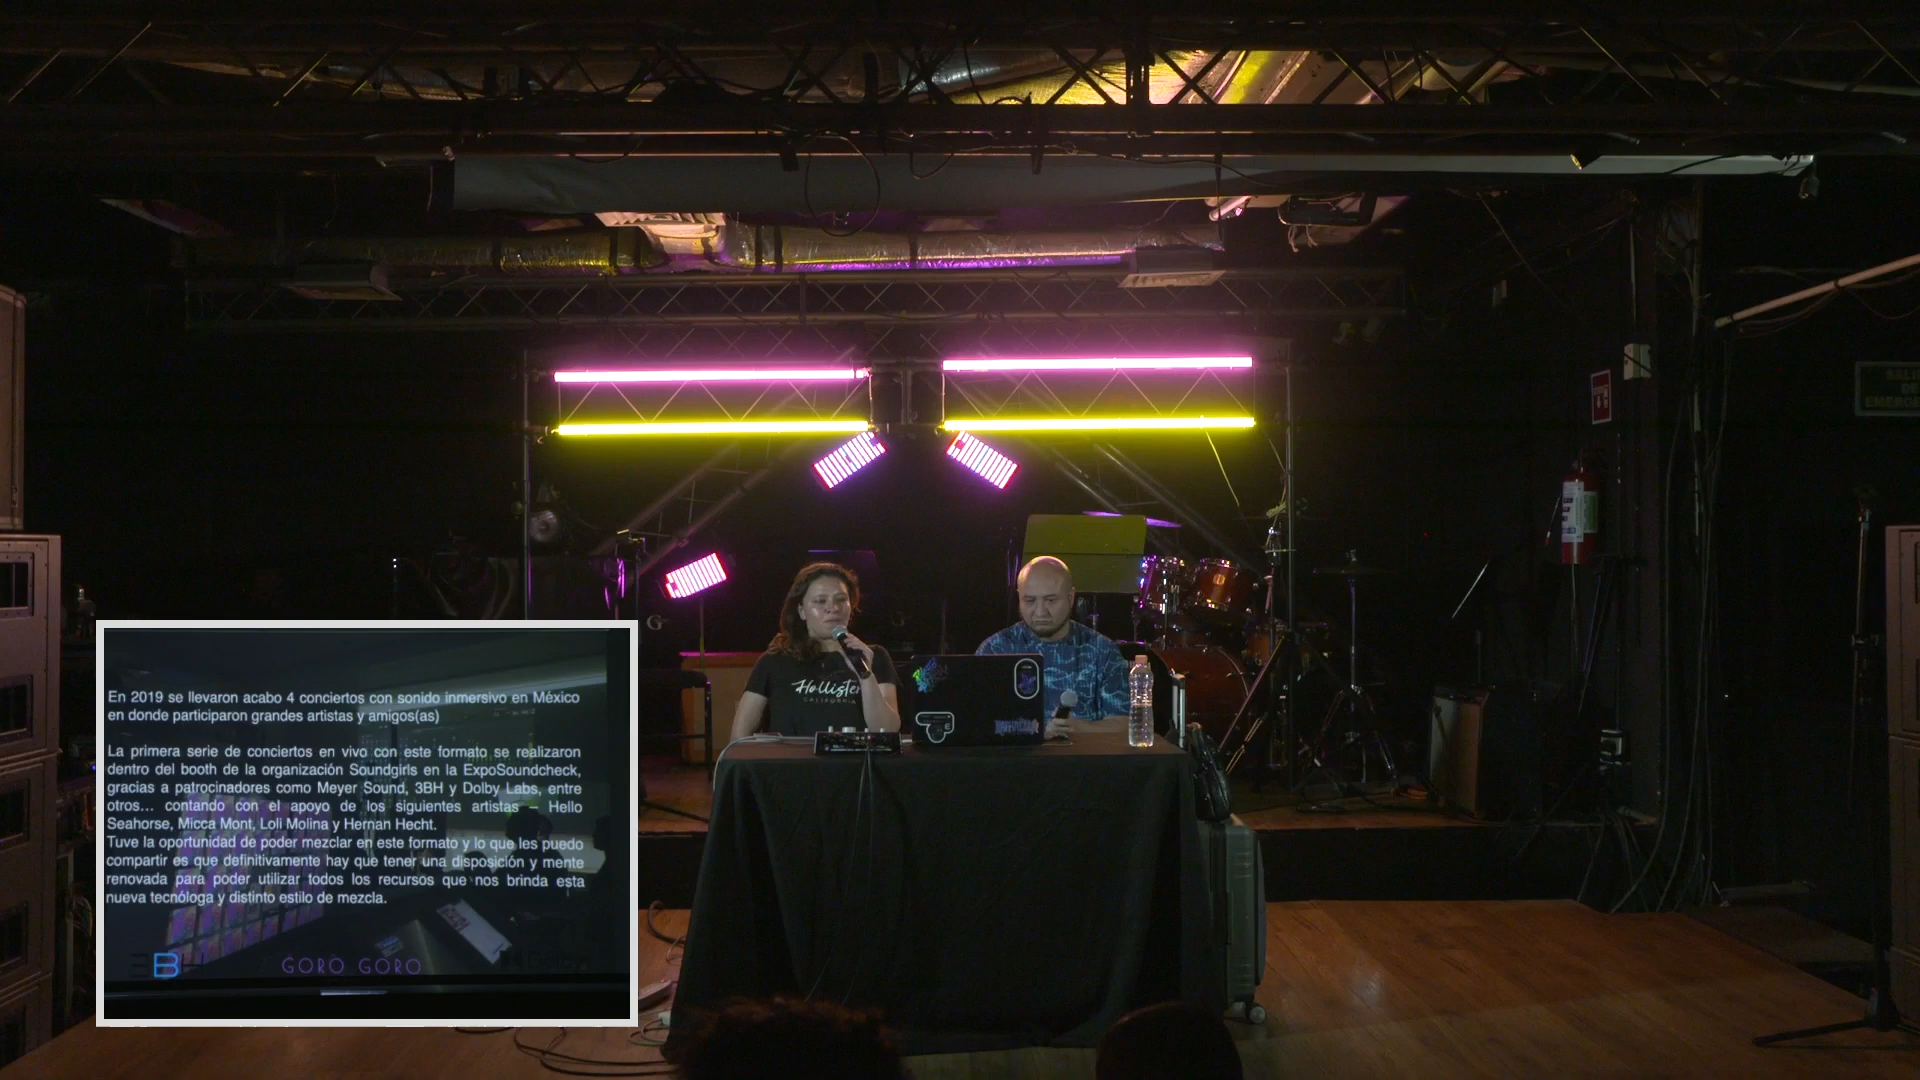 SALI
DE
EMERG
G
Hollister
CALIFORNIA
En 2019 se llevaron acabo 4 conciertos con sonido inmersivo en México
en donde participaron grandes artistas y amigos(as)
La primera serie de conciertos en vivo con este formato se realizaron
dentro del booth de la organización Soundgirls en la ExpoSoundcheck,
gracias a patrocinadores como Meyer Sound, 3BH y Dolby Labs, entre
otros... contando con el apoyo de los siguientes artistas - Hello
Seahorse, Micca Mont, Loli Molina y Hernan Hecht.
Tuve la oportunidad de poder mezclar en este formato y lo que les puedo
compartir es que definitivamente hay que tener una disposición y mente
renovada para poder utilizar todos los recursos que nos brinda esta
nueva tecnóloga y distinto estilo de mezcla.
3BH
GORO GORO